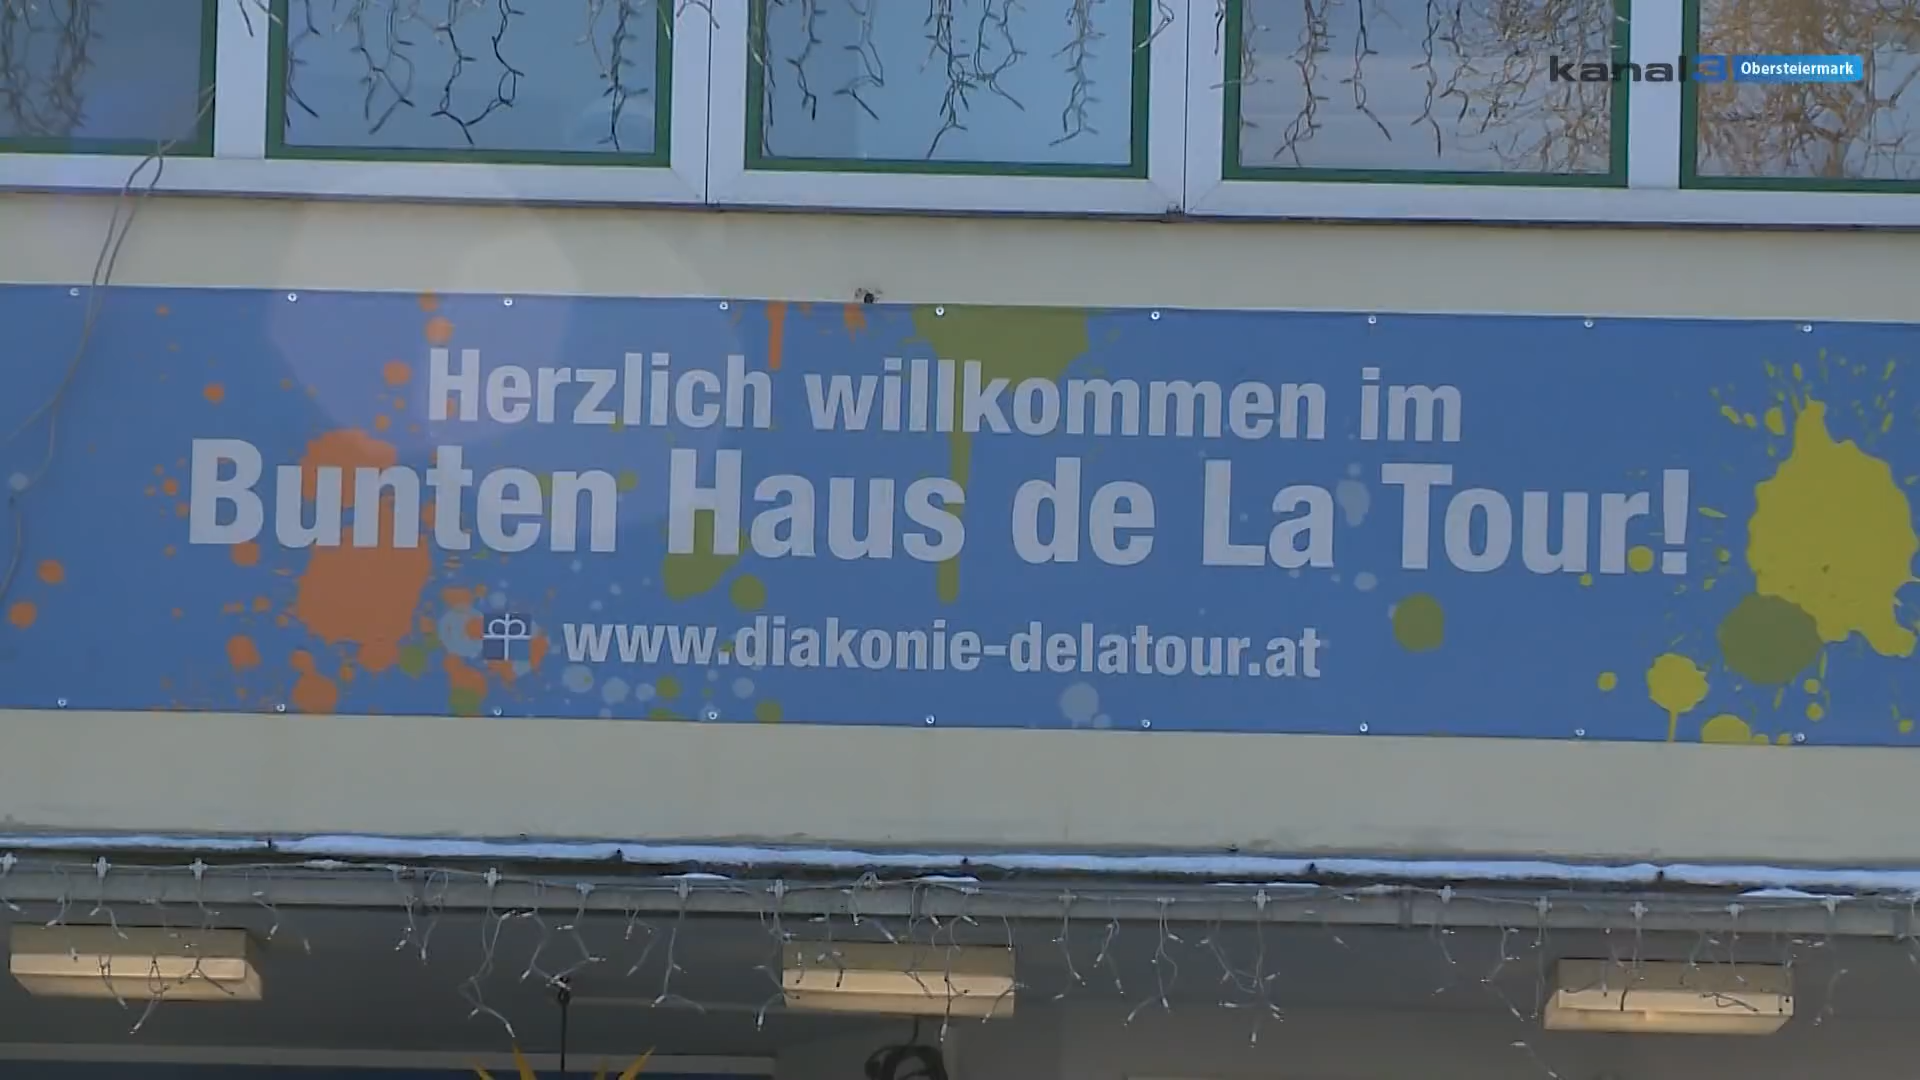 kanal3
Obersteiermark
Herzlich willkommen im
Bunten Haus de La Tour!
www.diakonie-delatour.at